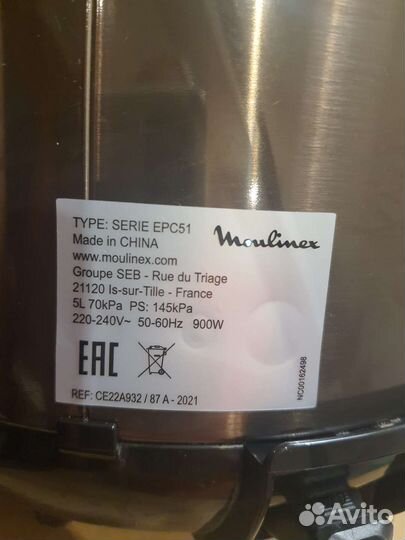 TYPE: SERIE EPC51
Made in CHINA
Moulinex
www.moulinex.com
Groupe SEB - Rue du Triage
21120 Is-sur-Tille - France
5L 70kPa PS: 145kPa
220-240V~ 50-60Hz 900W
EAC
REF: CE22A932 / 87 A - 2021
NC00162498
Avito